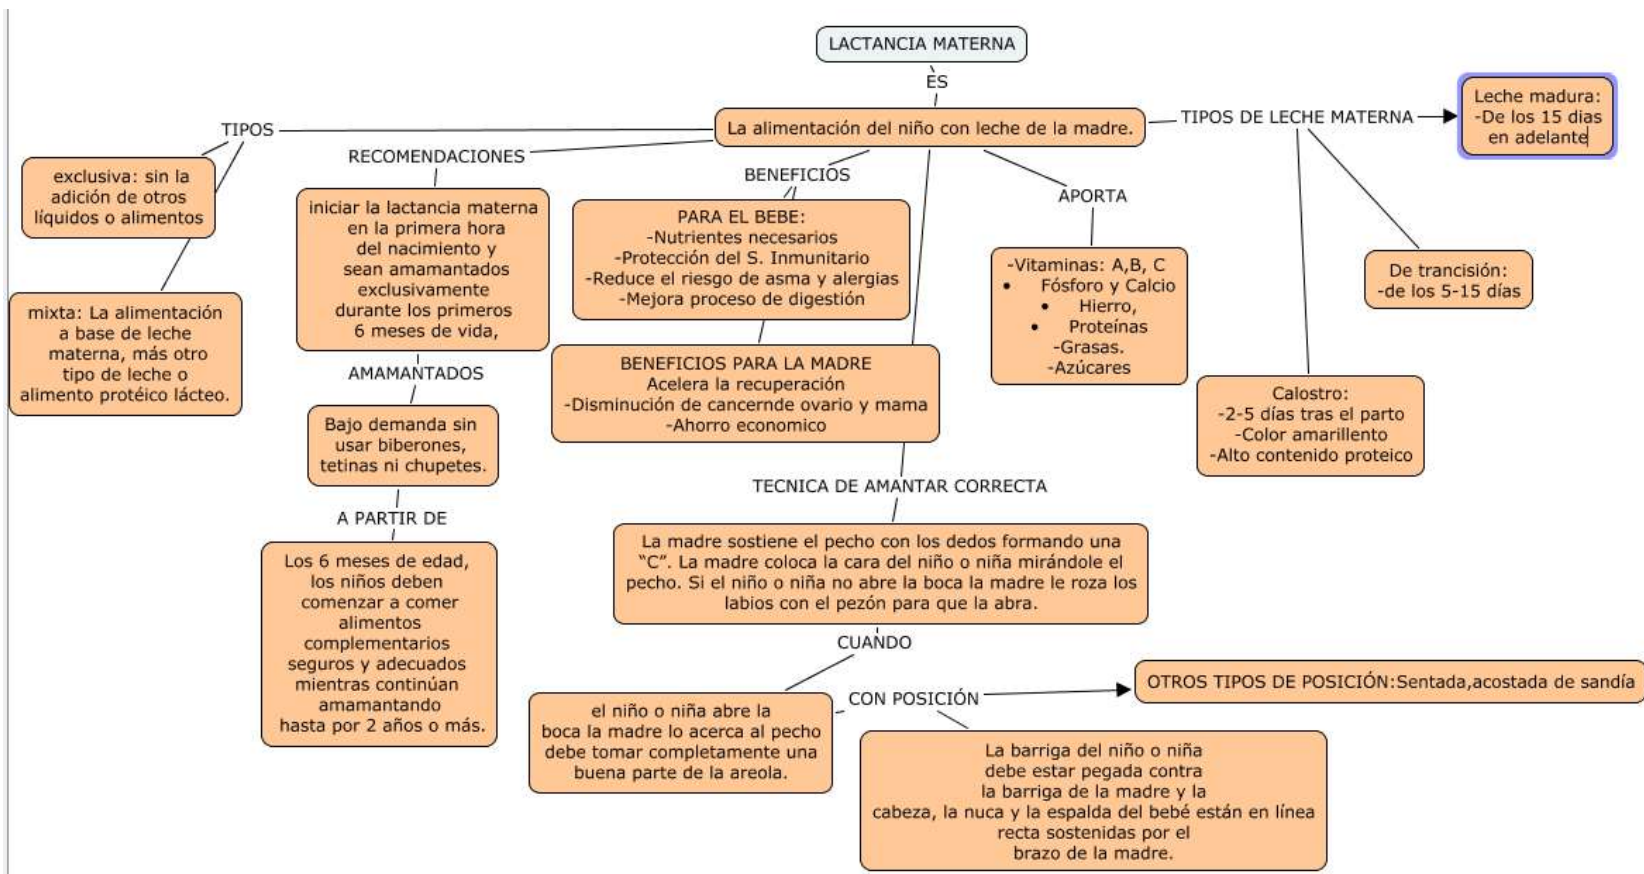 LACTANCIA MATERNA
ES
La alimentación del niño con leche de la madre.
TIPOS
exclusiva: sin la
adición de otros
líquidos o alimentos
mixta: La alimentación
a base de leche
materna, más otro
tipo de leche o
alimento protéico lácteo.
RECOMENDACIONES
iniciar la lactancia materna
en la primera hora
del nacimiento y
sean amamantados
exclusivamente
durante los primeros
6 meses de vida,
AMAMANTADOS
Bajo demanda sin
usar biberones,
tetinas ni chupetes.
A PARTIR DE
Los 6 meses de edad,
los niños deben
comenzar a comer
alimentos
complementarios
seguros y adecuados
mientras continúan
amamantando
hasta por 2 años o más.
BENEFICIOS
PARA EL BEBE:
-Nutrientes necesarios
-Protección del S. Inmunitario
-Reduce el riesgo de asma y alergias
-Mejora proceso de digestión
BENEFICIOS PARA LA MADRE
Acelera la recuperación
-Disminución de cancernde ovario y mama
-Ahorro economico
TECNICA DE AMANTAR CORRECTA
La madre sostiene el pecho con los dedos formando una
“C”. La madre coloca la cara del niño o niña mirándole el
pecho. Si el niño o niña no abre la boca la madre le roza los
labios con el pezón para que la abra.
CUANDO
el niño o niña abre la
boca la madre lo acerca al pecho
debe tomar completamente una
buena parte de la areola.
CON POSICIÓN
OTROS TIPOS DE POSICIÓN:Sentada,acostada de sandía
La barriga del niño o niña
debe estar pegada contra
la barriga de la madre y la
cabeza, la nuca y la espalda del bebé están en línea
recta sostenidas por el
brazo de la madre.
APORTA
-Vitaminas: A,B, C
• Fósforo y Calcio
• Hierro,
• Proteínas
-Grasas.
-Azúcares
TIPOS DE LECHE MATERNA
Leche madura:
-De los 15 dias
en adelante
De trancisión:
-de los 5-15 días
Calostro:
-2-5 días tras el parto
-Color amarillento
-Alto contenido proteico